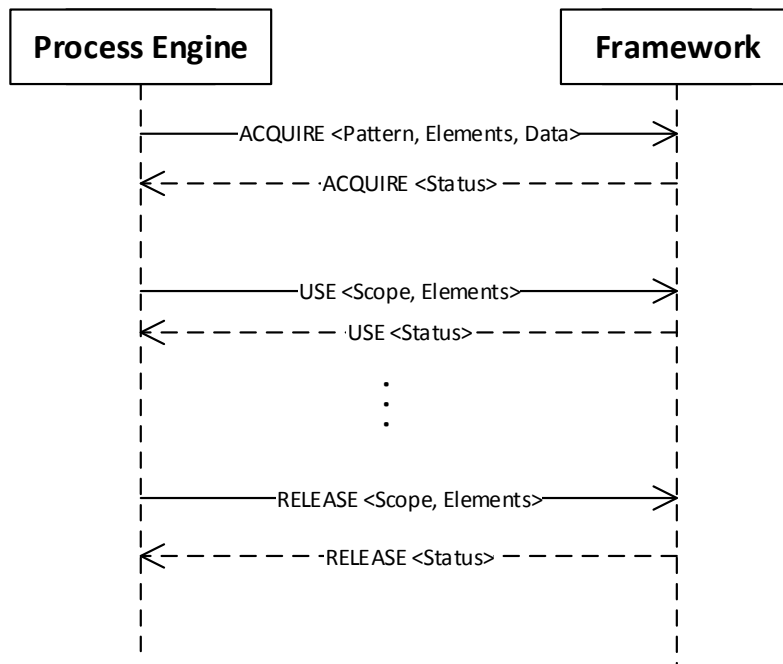 Process Engine
Framework
ACQUIRE <Pattern, Elements, Data>
ACQUIRE <Status>
USE <Scope, Elements>
USE <Status>
RELEASE <Scope, Elements>
RELEASE <Status>